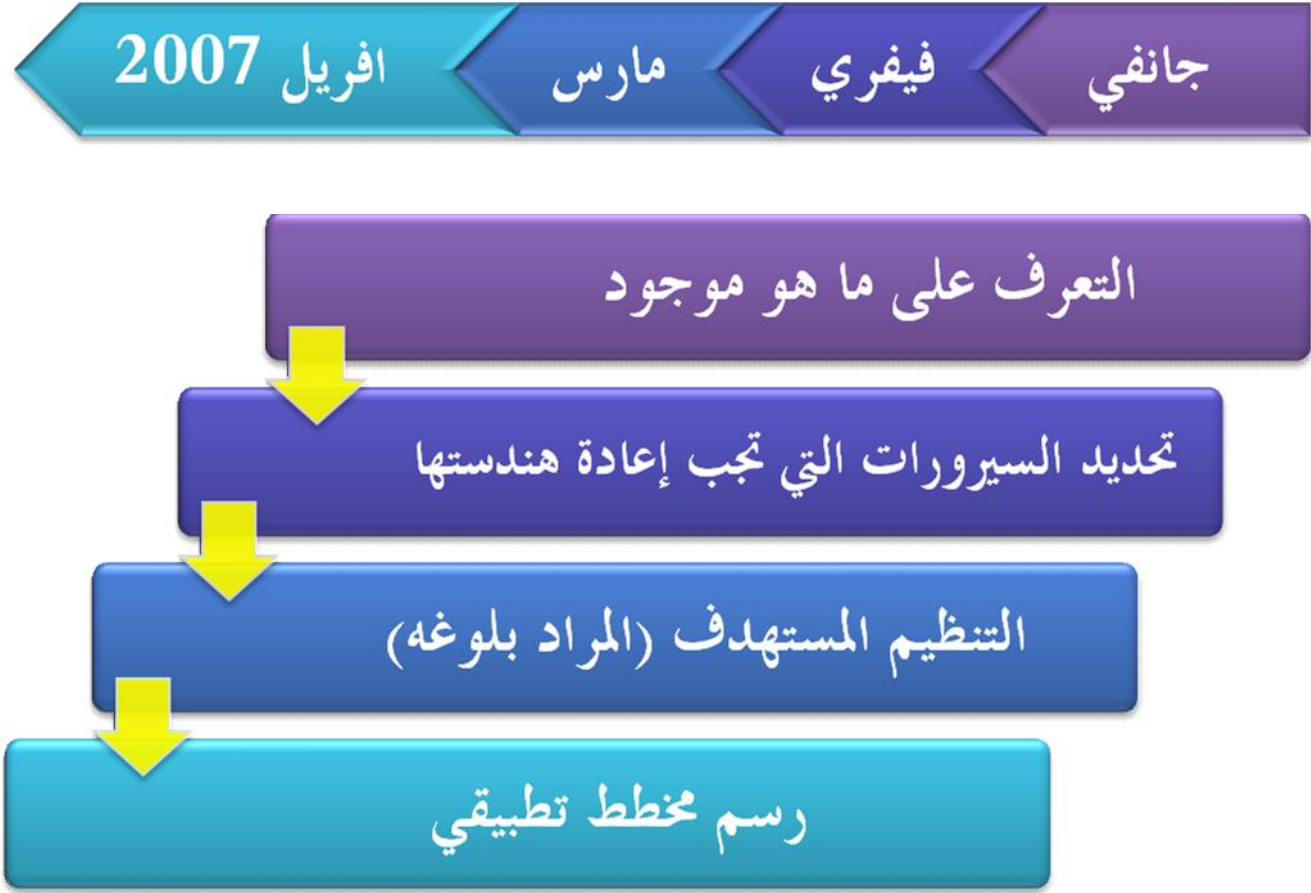 جانفي
فيفري
مارس
افريل 2007
التعرف على ما هو موجود
تحديد السيرورات التي تجب إعادة هندستها
التنظيم المستهدف (المراد بلوغه)
رسم مخطط تطبيقي